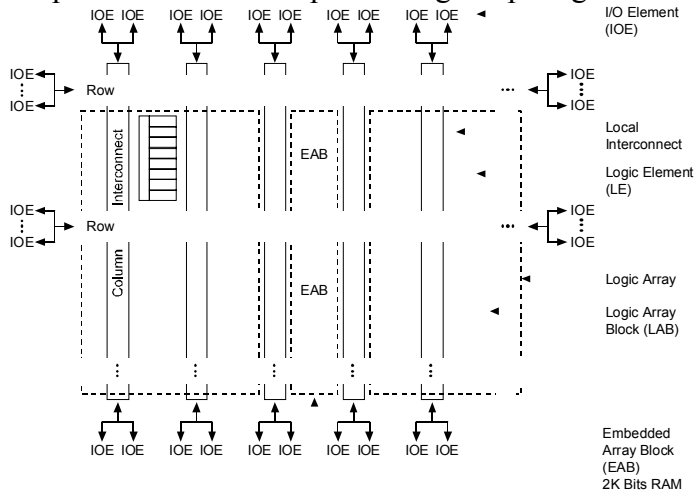 IOE IOE IOE IOE IOE IOE IOE IOE IOE IOE
I/O Element
(IOE)
IOE
IOE
Row
IOE
IOE
Local
Interconnect
Logic Element
(LE)
Interconnect
EAB
IOE
IOE
Row
IOE
IOE
Column
EAB
Logic Array
Logic Array
Block (LAB)
IOE IOE IOE IOE IOE IOE IOE IOE IOE IOE
Embedded
Array Block
(EAB)
2K Bits RAM